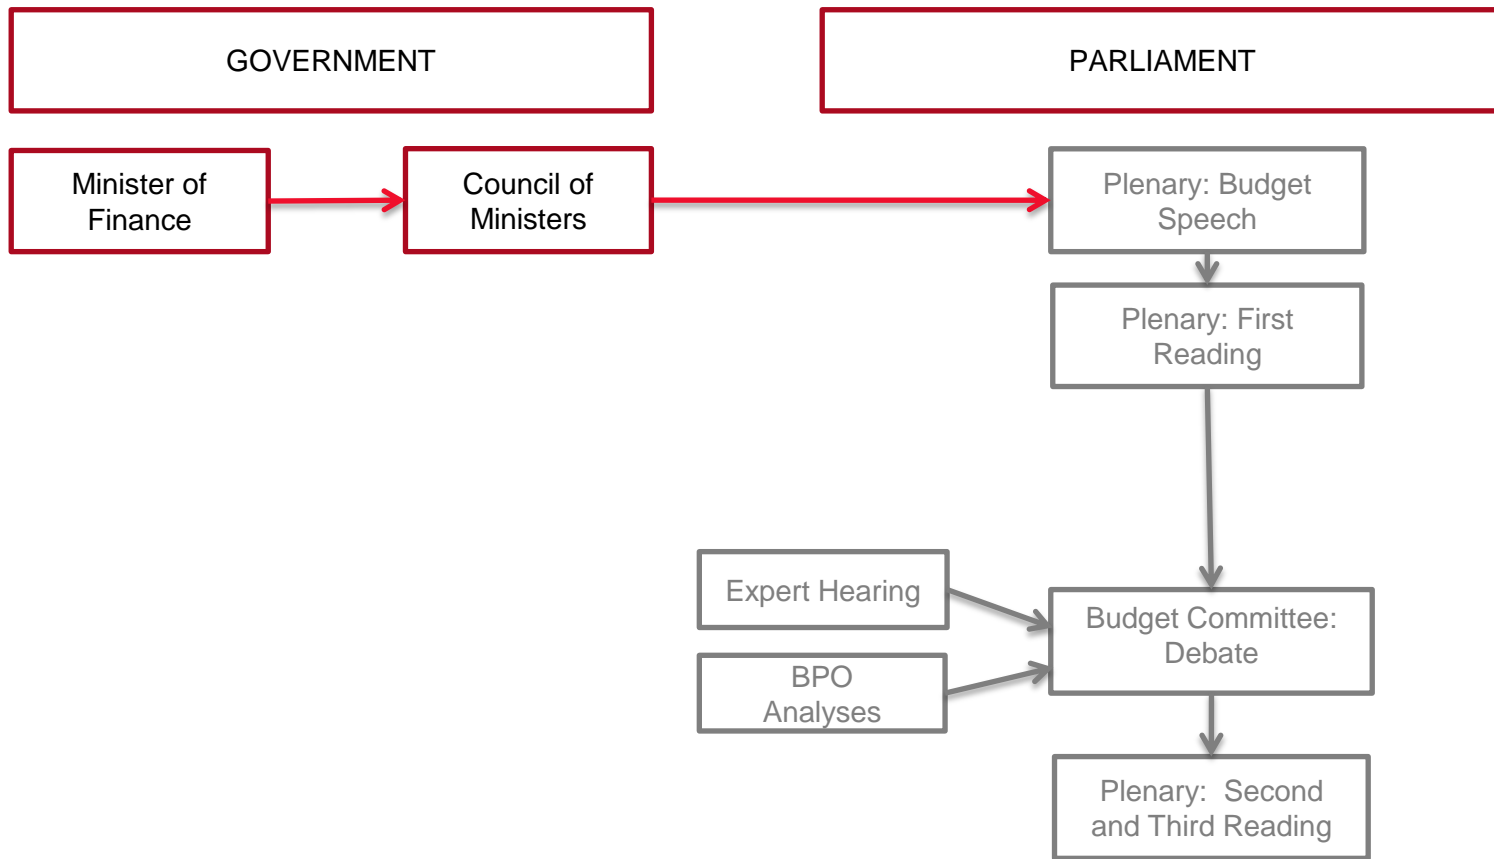 GOVERNMENT
PARLIAMENT
Minister of
Finance
Council of
Ministers
Plenary: Budget
Speech
Plenary: First
Reading
Expert Hearing
Budget Committee:
Debate
BPO
Analyses
Plenary:  Second
and Third Reading